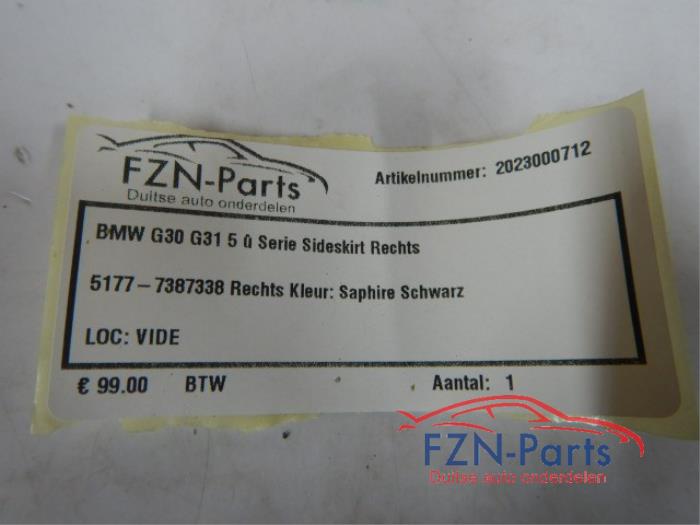 FZN-Parts
Duitse auto onderdelen
Artikelnummer: 2023000712
BMW G30 G31 5 û Serie Sideskirt Rechts
5177-7387338 Rechts Kleur: Saphire Schwarz
LOC: VIDE
€ 99.00 BTW Aantal: 1
FZN-Parts
Duitse auto onderdelen